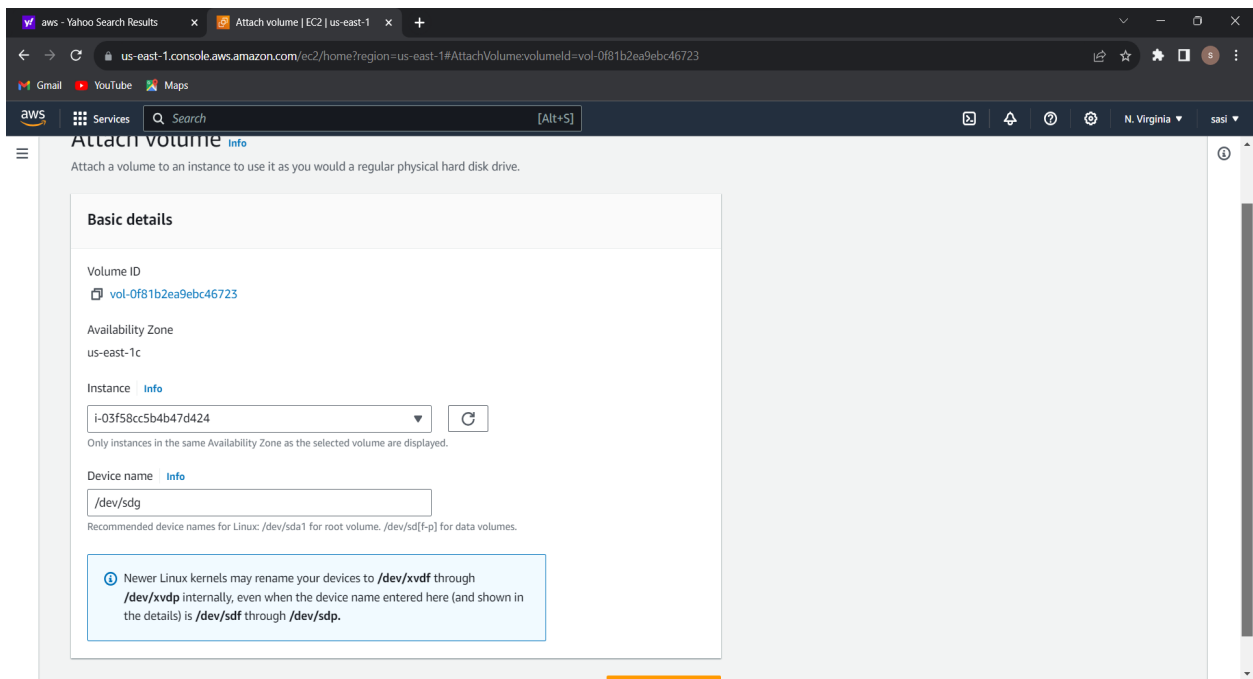 aws - Yahoo Search Results
Attach volume | EC2 | us-east-1
us-east-1.console.aws.amazon.com/ec2/home?region=us-east-1#AttachVolume:volumeId=vol-0f81b2ea9ebc46723
s
Gmail YouTube Maps
aws Services Search [Alt+S] N. Virginia sasi
Attach volume Info
Attach a volume to an instance to use it as you would a regular physical hard disk drive.
Basic details
Volume ID
vol-0f81b2ea9ebc46723
Availability Zone
us-east-1c
Instance Info
i-03f58cc5b4b47d424
Only instances in the same Availability Zone as the selected volume are displayed.
Device name Info
/dev/sdg
Recommended device names for Linux: /dev/sda1 for root volume. /dev/sd[f-p] for data volumes.
Newer Linux kernels may rename your devices to /dev/xvdf through
/dev/xvdp internally, even when the device name entered here (and shown in
the details) is /dev/sdf through /dev/sdp.